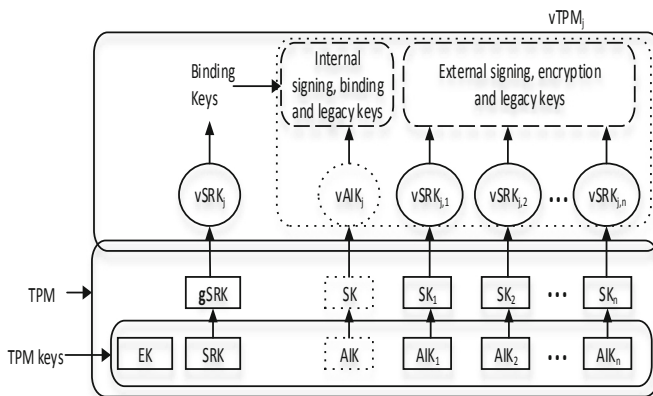 vTPMj
Binding
Keys
Internal
signing, binding
and legacy keys
External signing, encryption
and legacy keys
vSRKj
vAIKj
vSRKj,1
vSRKj,2
...
vSRKj,n
TPM
gSRK
SK
SK1
SK2
...
SKn
TPM keys
EK
SRK
AIK
AIK1
AIK2
...
AIKn